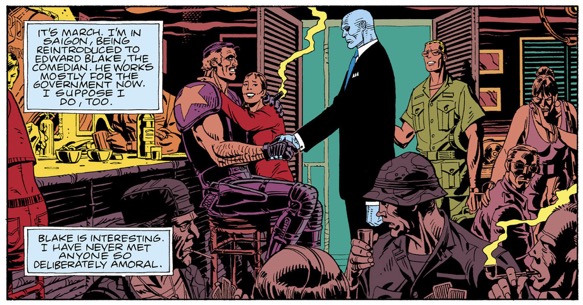 IT'S MARCH. I'M IN
SAIGON, BEING
REINTRODUCED TO
EDWARD BLAKE, THE
COMEDIAN. HE WORKS
MOSTLY FOR THE
GOVERNMENT NOW.
I SUPPOSE I
DO, TOO.
BLAKE IS INTERESTING.
I HAVE NEVER MET
ANYONE SO
DELIBERATELY AMORAL.